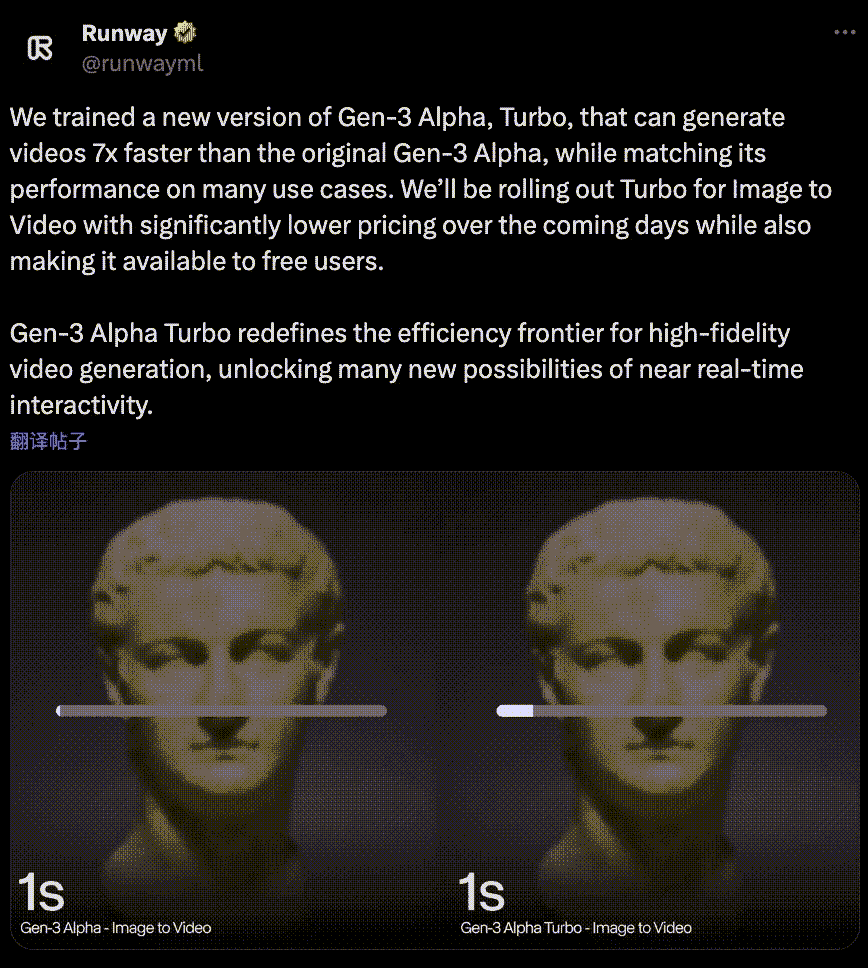 Runway
@runwayml
We trained a new version of Gen-3 Alpha, Turbo, that can generate
videos 7x faster than the original Gen-3 Alpha, while matching its
performance on many use cases. We’ll be rolling out Turbo for Image to
Video with significantly lower pricing over the coming days while also
making it available to free users.
Gen-3 Alpha Turbo redefines the efficiency frontier for high-fidelity
video generation, unlocking many new possibilities of near real-time
interactivity.
翻译帖子
1s
Gen-3 Alpha - Image to Video
1s
Gen-3 Alpha Turbo - Image to Video